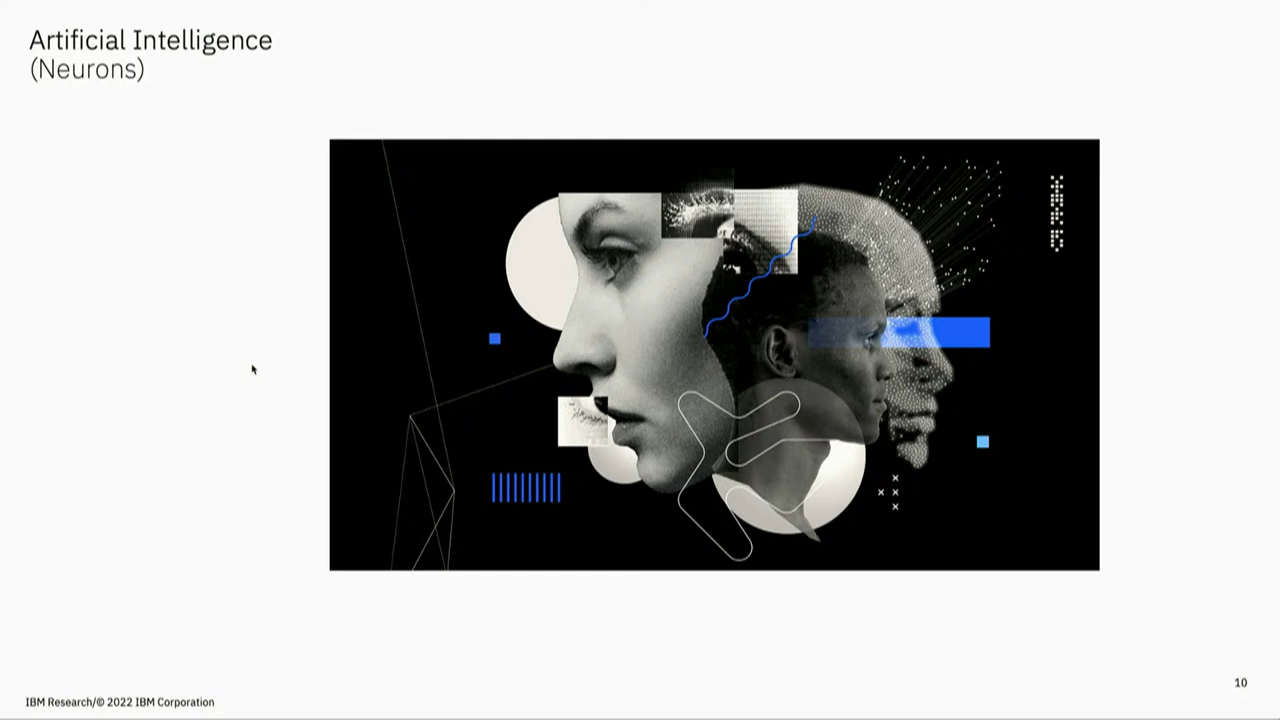 Artificial Intelligence
(Neurons)
10
IBM Research/© 2022 IBM Corporation